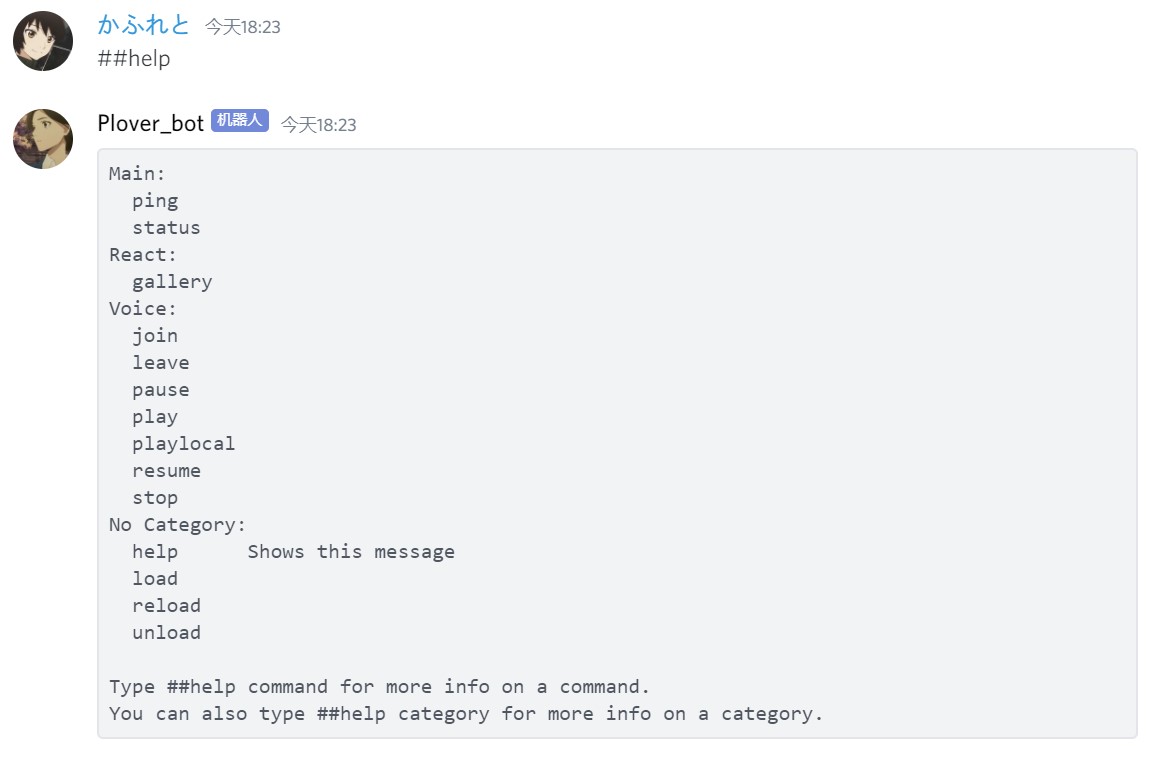 かふれと 今天18:23
##help
Plover_bot 机器人 今天18:23
Main:
  ping
  status
React:
  gallery
Voice:
  join
  leave
  pause
  play
  playlocal
  resume
  stop
No Category:
  help      Shows this message
  load
  reload
  unload
Type ##help command for more info on a command.
You can also type ##help category for more info on a category.